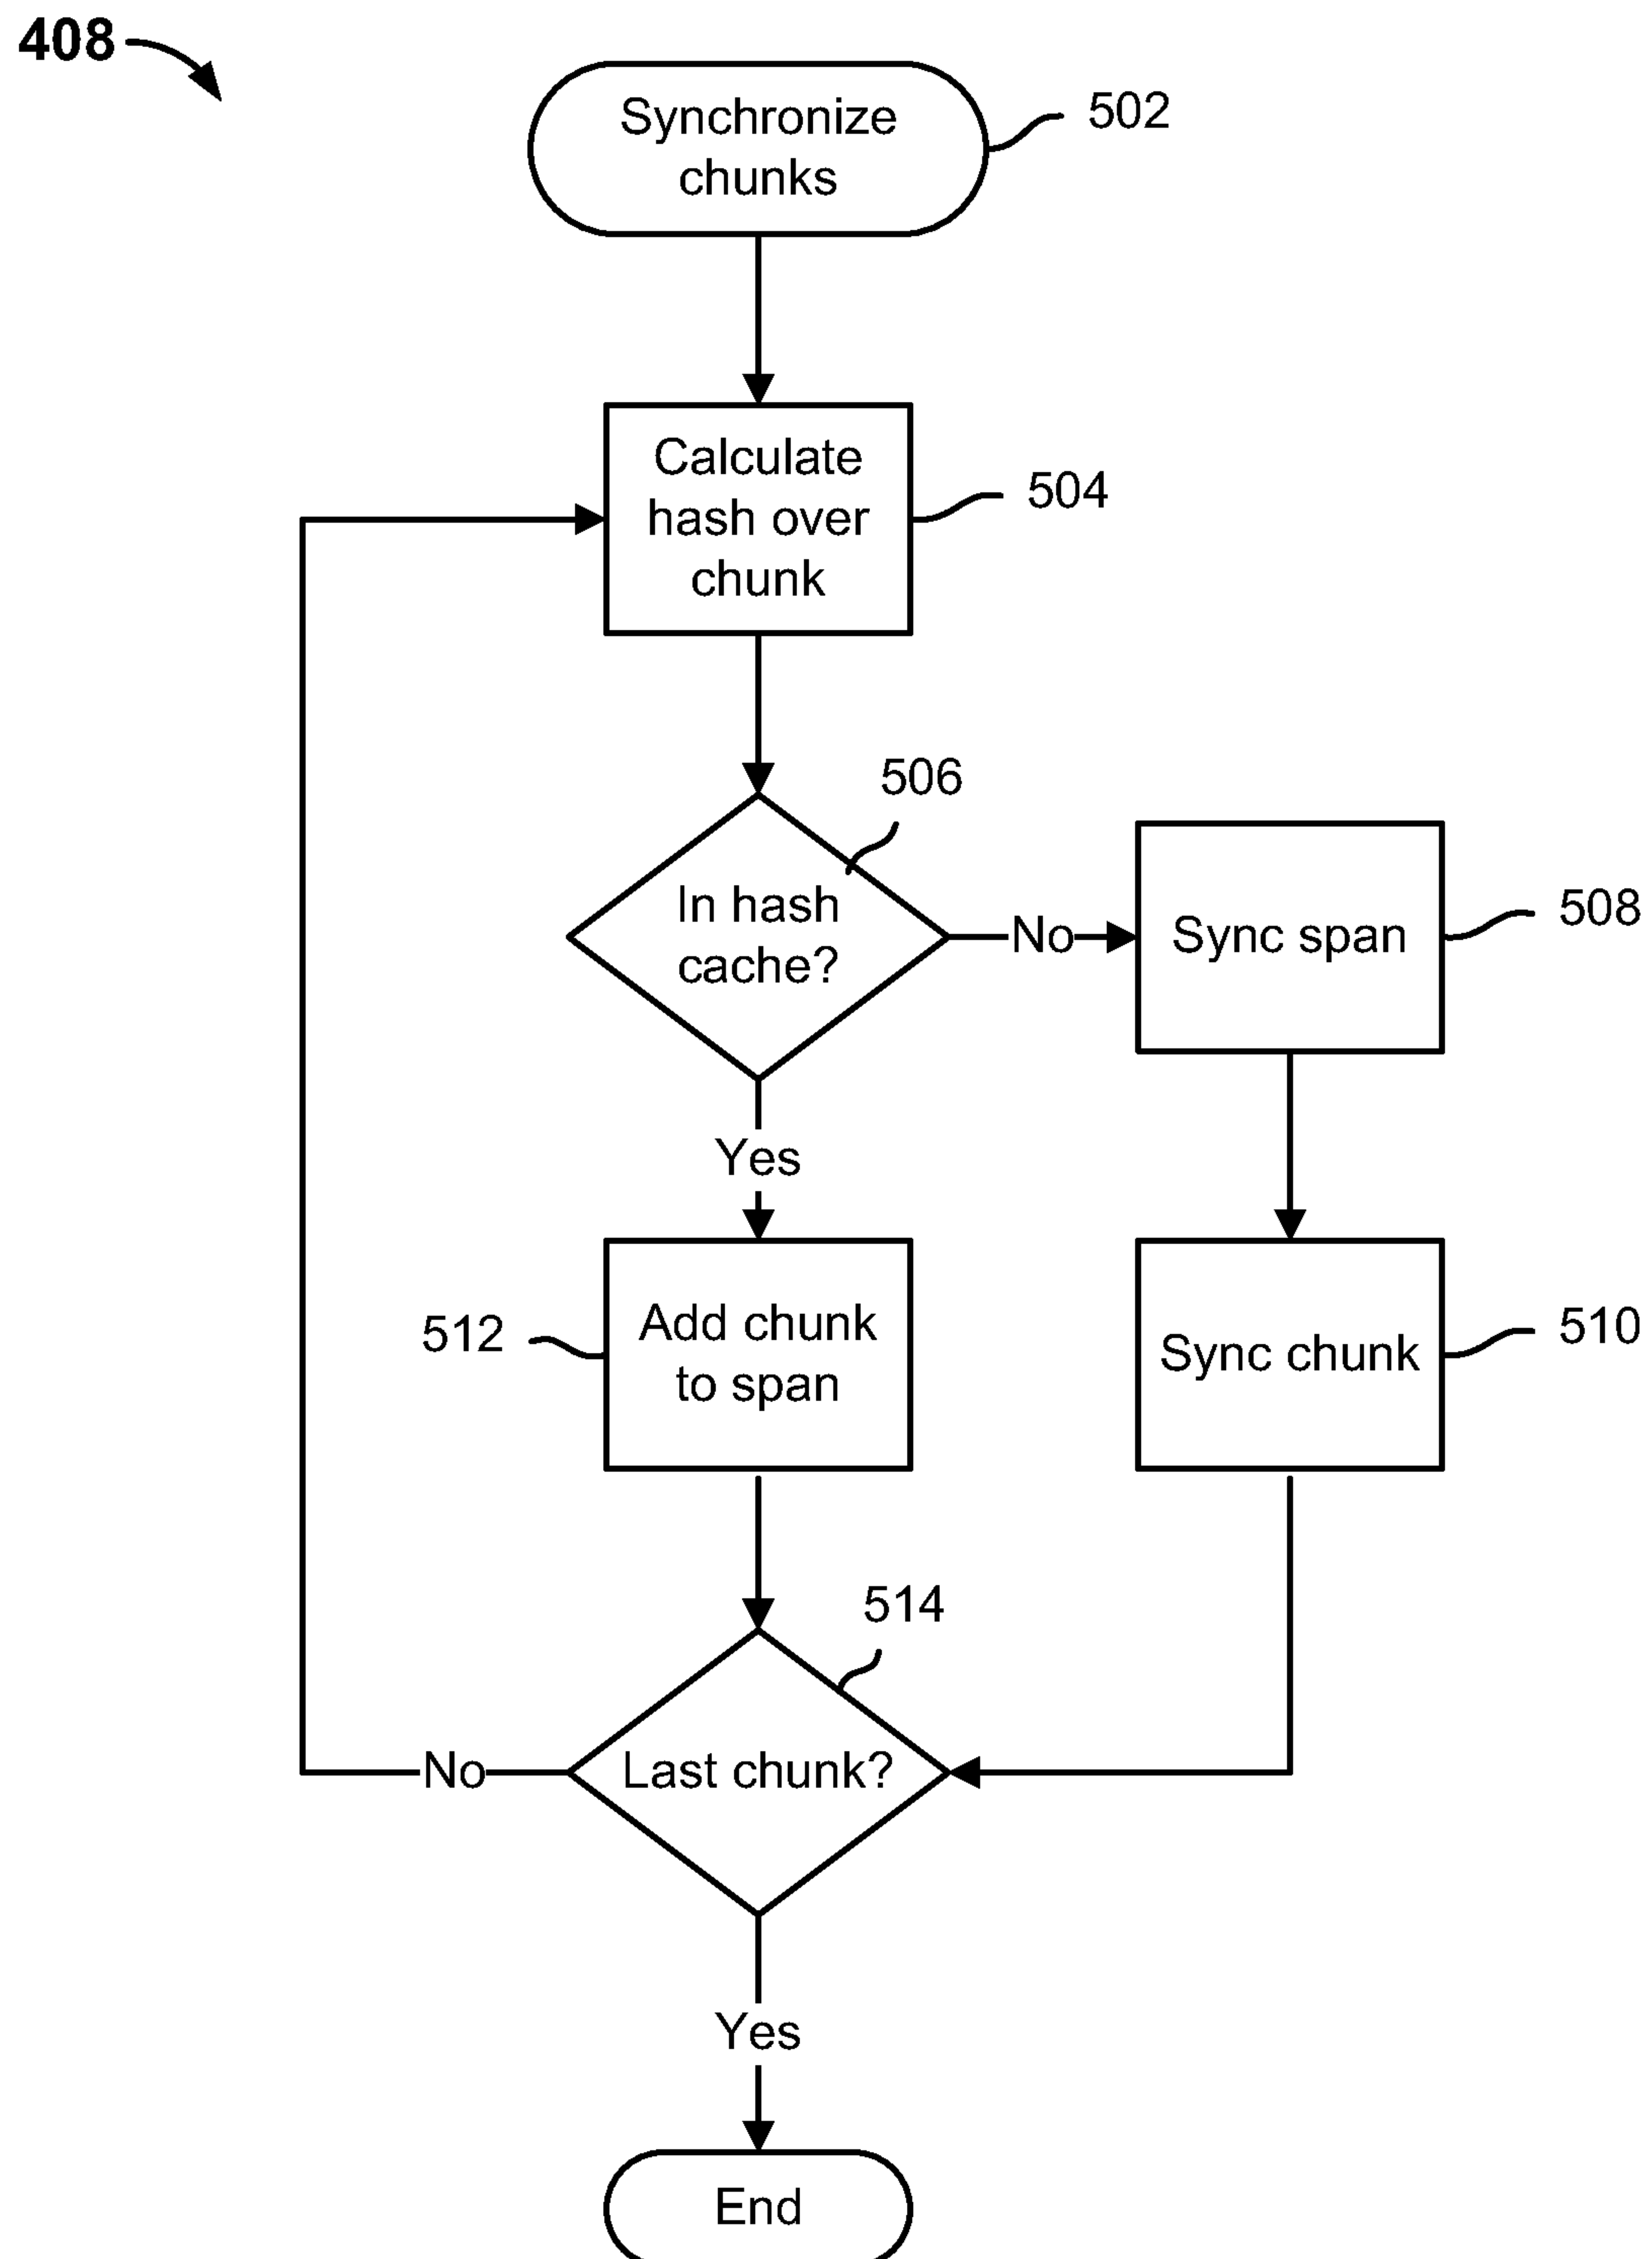 408
Synchronize
chunks
502
Calculate
hash over
chunk
504
506
In hash
cache?
No
Sync span
508
Yes
512
Add chunk
to span
Sync chunk
510
514
Last chunk?
No
Yes
End